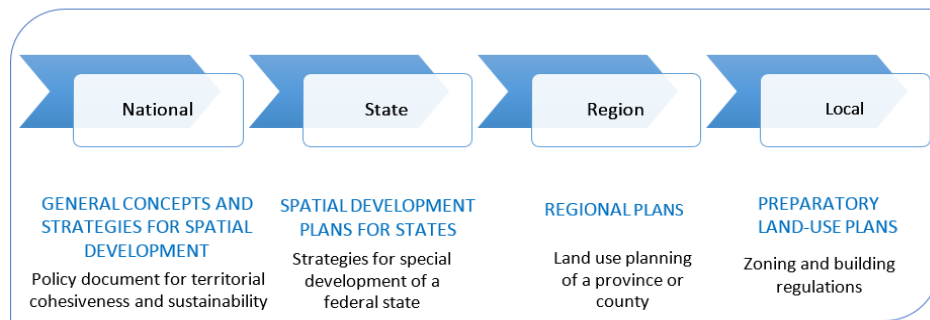 National
State
Region
Local
GENERAL CONCEPTS AND
STRATEGIES FOR SPATIAL
DEVELOPMENT
Policy document for territorial
cohesiveness and sustainability
SPATIAL DEVELOPMENT
PLANS FOR STATES
Strategies for special
development of a
federal state
REGIONAL PLANS
Land use planning
of a province or
county
PREPARATORY
LAND-USE PLANS
Zoning and building
regulations